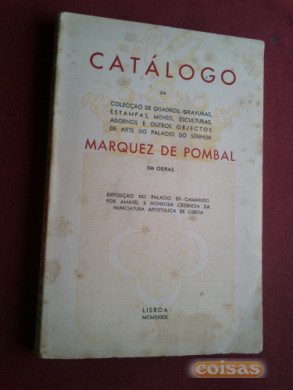 CATÁLOGO
DA
COLECÇÃO DE QUADROS, GRAVURAS,
ESTAMPAS, MOVEIS, ESCULTURAS,
ADORNOS E OUTROS OBJECTOS
DE ARTE DO PALACIO DO SENHOR
MARQUEZ DE POMBAL
EM OEIRAS
EXPOSIÇÃO NO PALACIO EX-CAMARIDO,
POR AMAVEL E HONROSA CEDENCIA DA
NUNCIATURA APOSTOLICA DE LISBOA
LISBOA
coisas